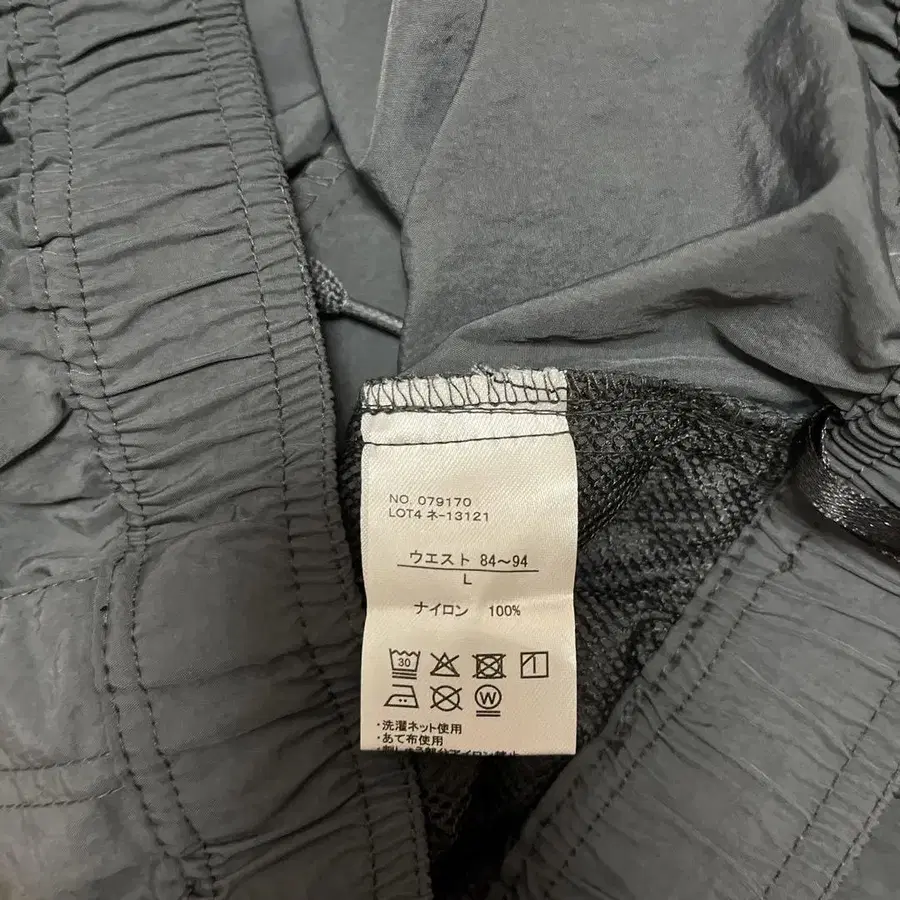 NO. 079170
LOT4 ネ-13121
ウエスト 84〜94
L
ナイロン 100%
30
W
・洗濯ネット使用
・あて布使用